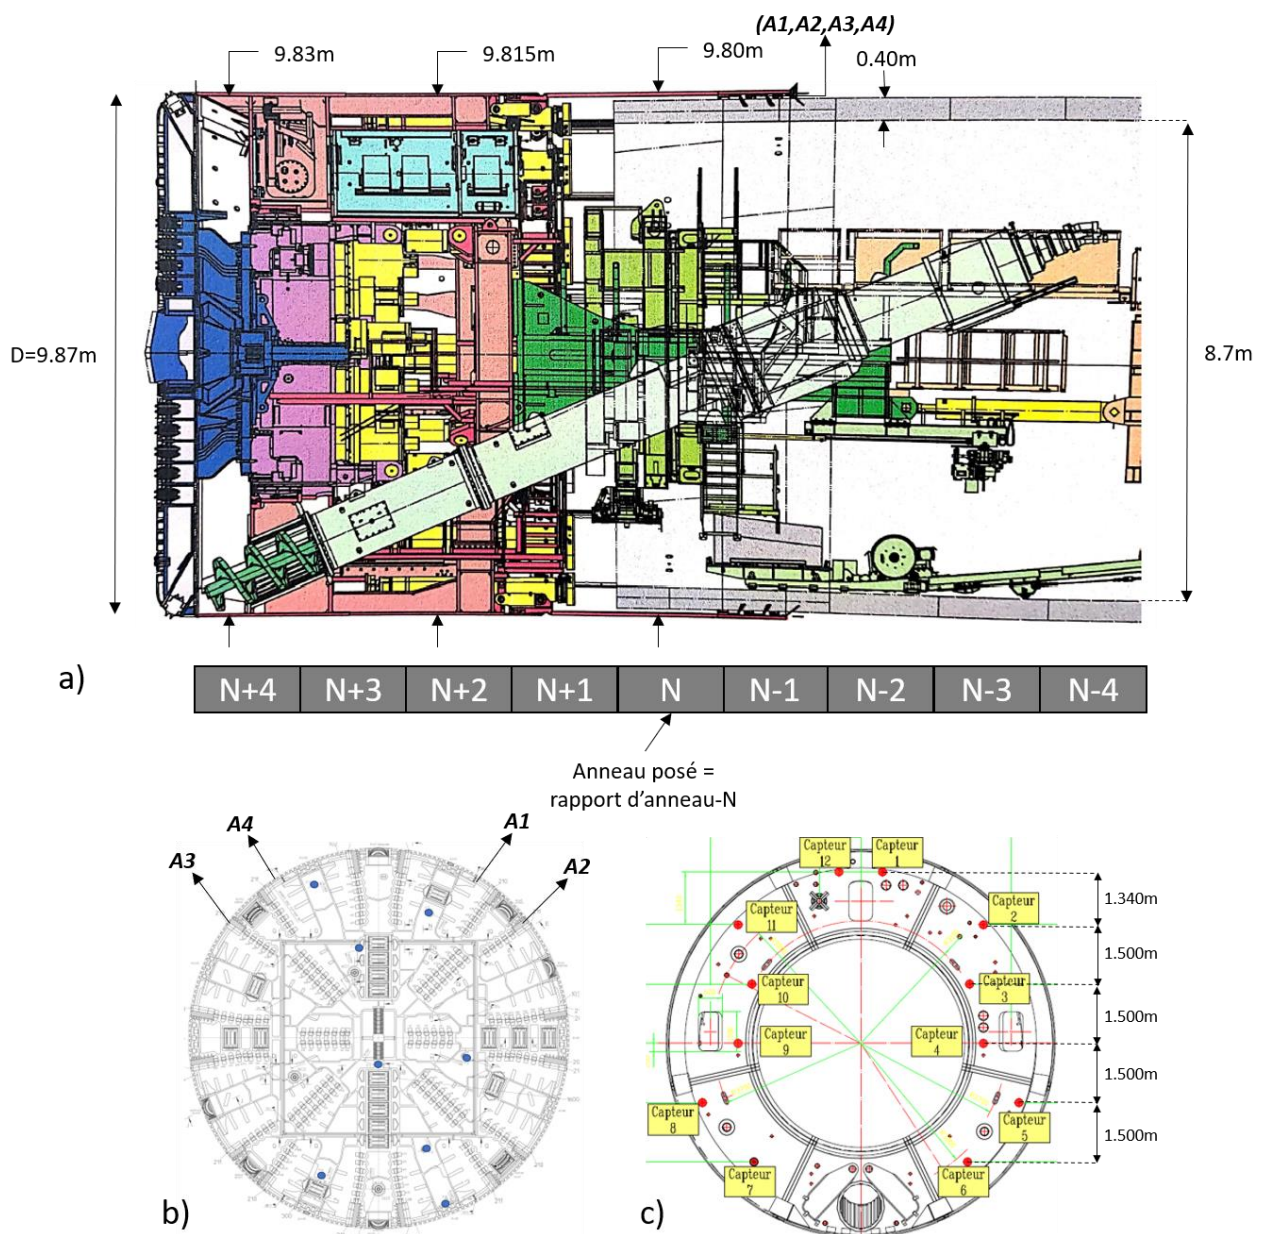 (A1,A2,A3,A4)
9.83m
9.815m
9.80m
0.40m
D=9.87m
8.7m
a)
N+4 N+3 N+2 N+1 N N-1 N-2 N-3 N-4
Anneau posé =
rapport d’anneau-N
A4
A1
A3
A2
b)
Capteur
12
Capteur
1
Capteur
2
Capteur
11
Capteur
3
Capteur
10
Capteur
4
Capteur
9
Capteur
8
Capteur
5
Capteur
7
Capteur
6
1.340m
1.500m
1.500m
1.500m
1.500m
c)